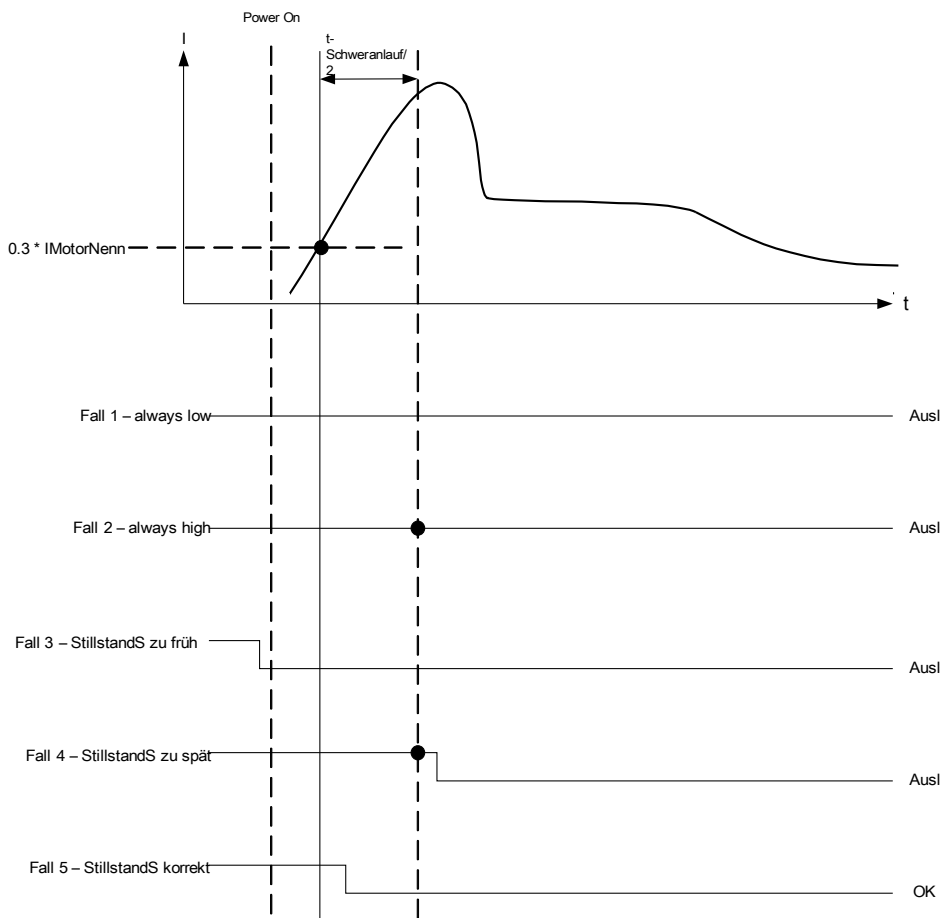 Power On
I
t-
Schweranlauf/
2
0.3 * IMotorNenn
t
Fall 1 – always low
Ausl
Fall 2 – always high
Ausl
Fall 3 – StillstandS zu früh
Ausl
Fall 4 – StillstandS zu spät
Ausl
Fall 5 – StillstandS korrekt
OK